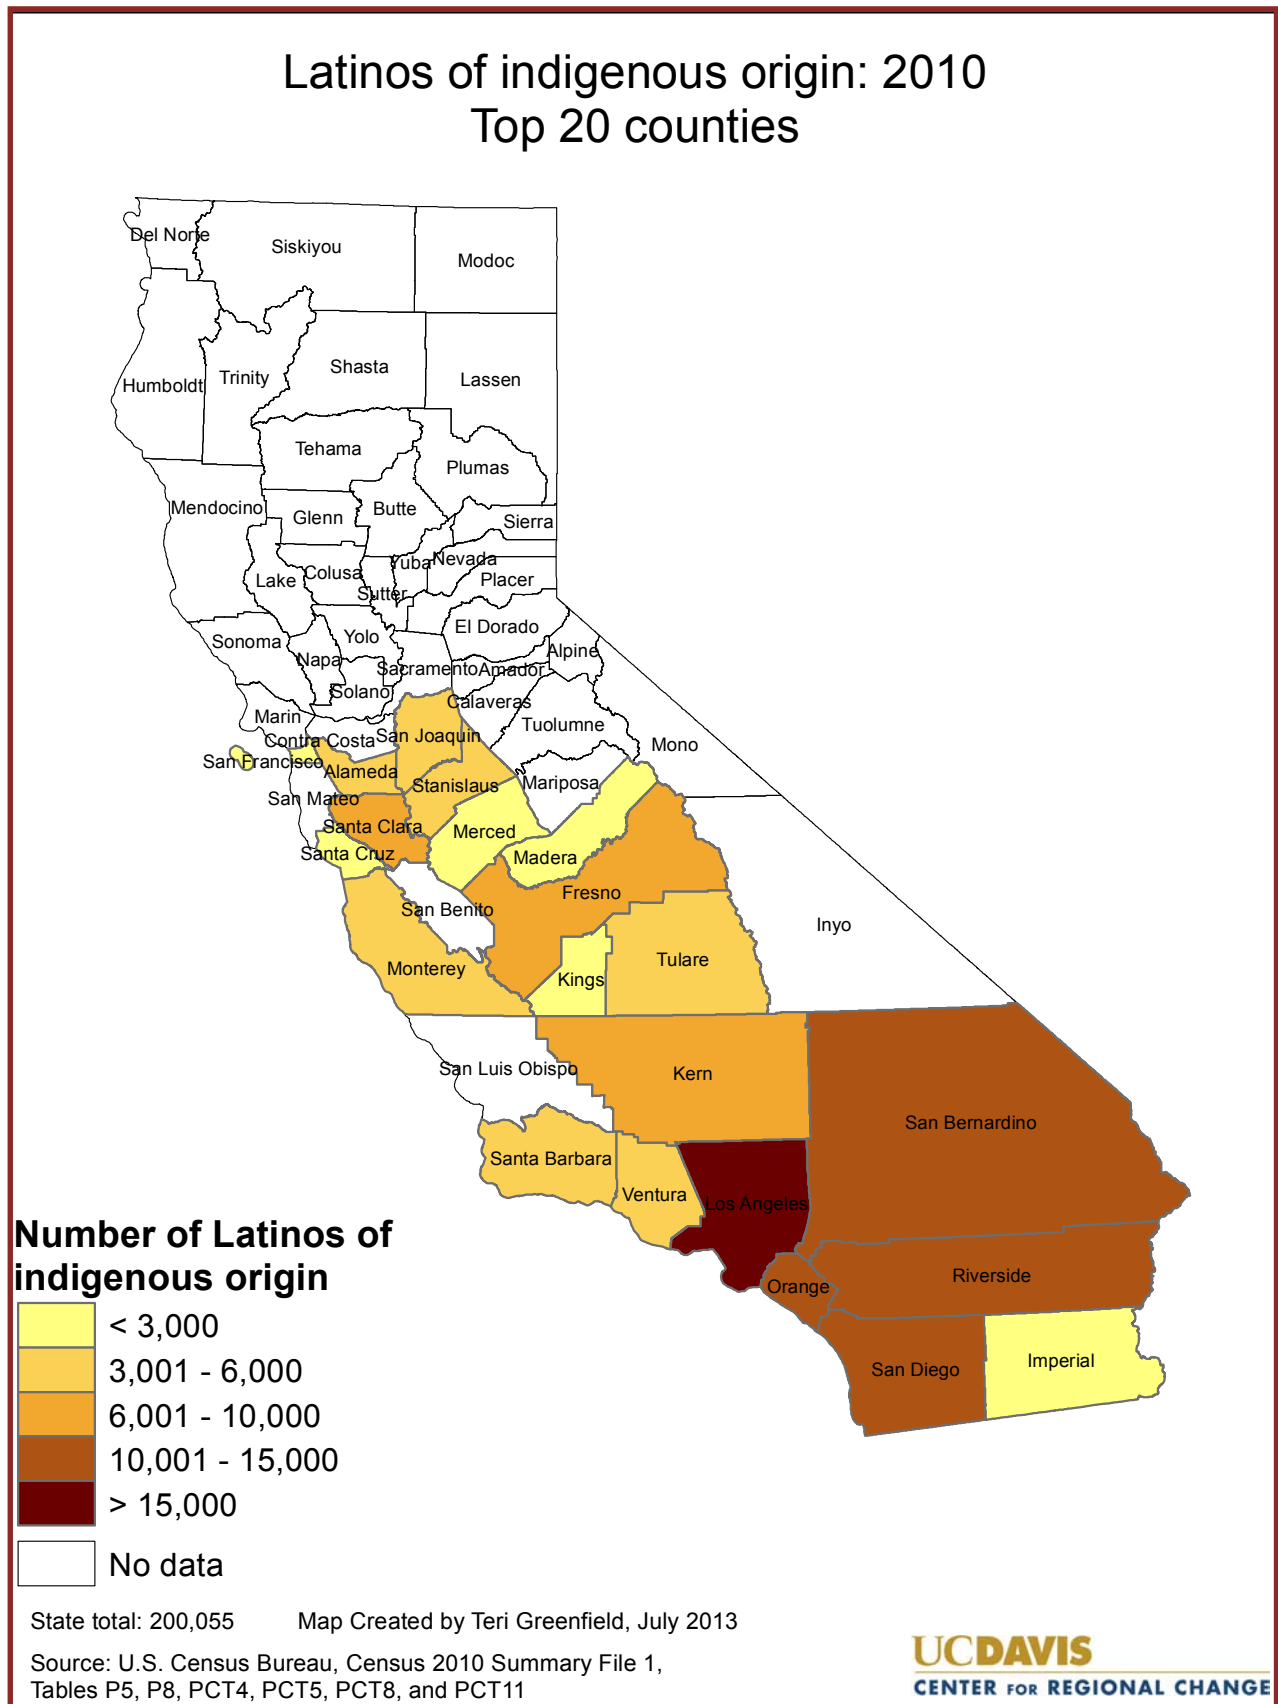 Latinos of indigenous origin: 2010
Top 20 counties
Del Norte
Siskiyou
Modoc
Humboldt
Trinity
Shasta
Lassen
Tehama
Plumas
Mendocino
Glenn
Butte
Sierra
Lake
Colusa
Sutter
Yuba
Nevada
Placer
Sonoma
Napa
Yolo
El Dorado
Alpine
Solano
Sacramento
Amador
Marin
Calaveras
Contra Costa
San Joaquin
Tuolumne
Mono
San Francisco
Alameda
Stanislaus
Mariposa
San Mateo
Santa Clara
Merced
Santa Cruz
Madera
Fresno
San Benito
Inyo
Monterey
Kings
Tulare
San Luis Obispo
Kern
San Bernardino
Santa Barbara
Ventura
Los Angeles
Orange
Riverside
San Diego
Imperial
Number of Latinos of
indigenous origin
< 3,000
3,001 - 6,000
6,001 - 10,000
10,001 - 15,000
> 15,000
No data
State total: 200,055 Map Created by Teri Greenfield, July 2013
Source: U.S. Census Bureau, Census 2010 Summary File 1,
Tables P5, P8, PCT4, PCT5, PCT8, and PCT11
UCDAVIS
CENTER FOR REGIONAL CHANGE